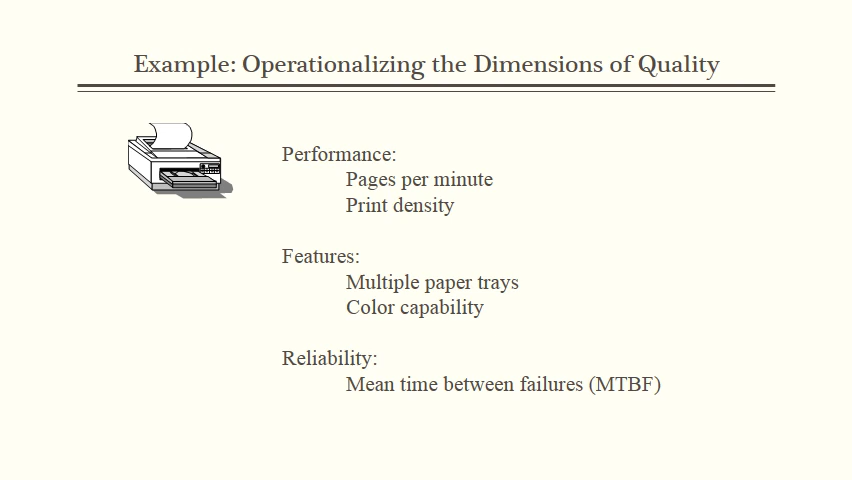 Example: Operationalizing the Dimensions of Quality
Performance:
Pages per minute
Print density
Features:
Multiple paper trays
Color capability
Reliability:
Mean time between failures (MTBF)